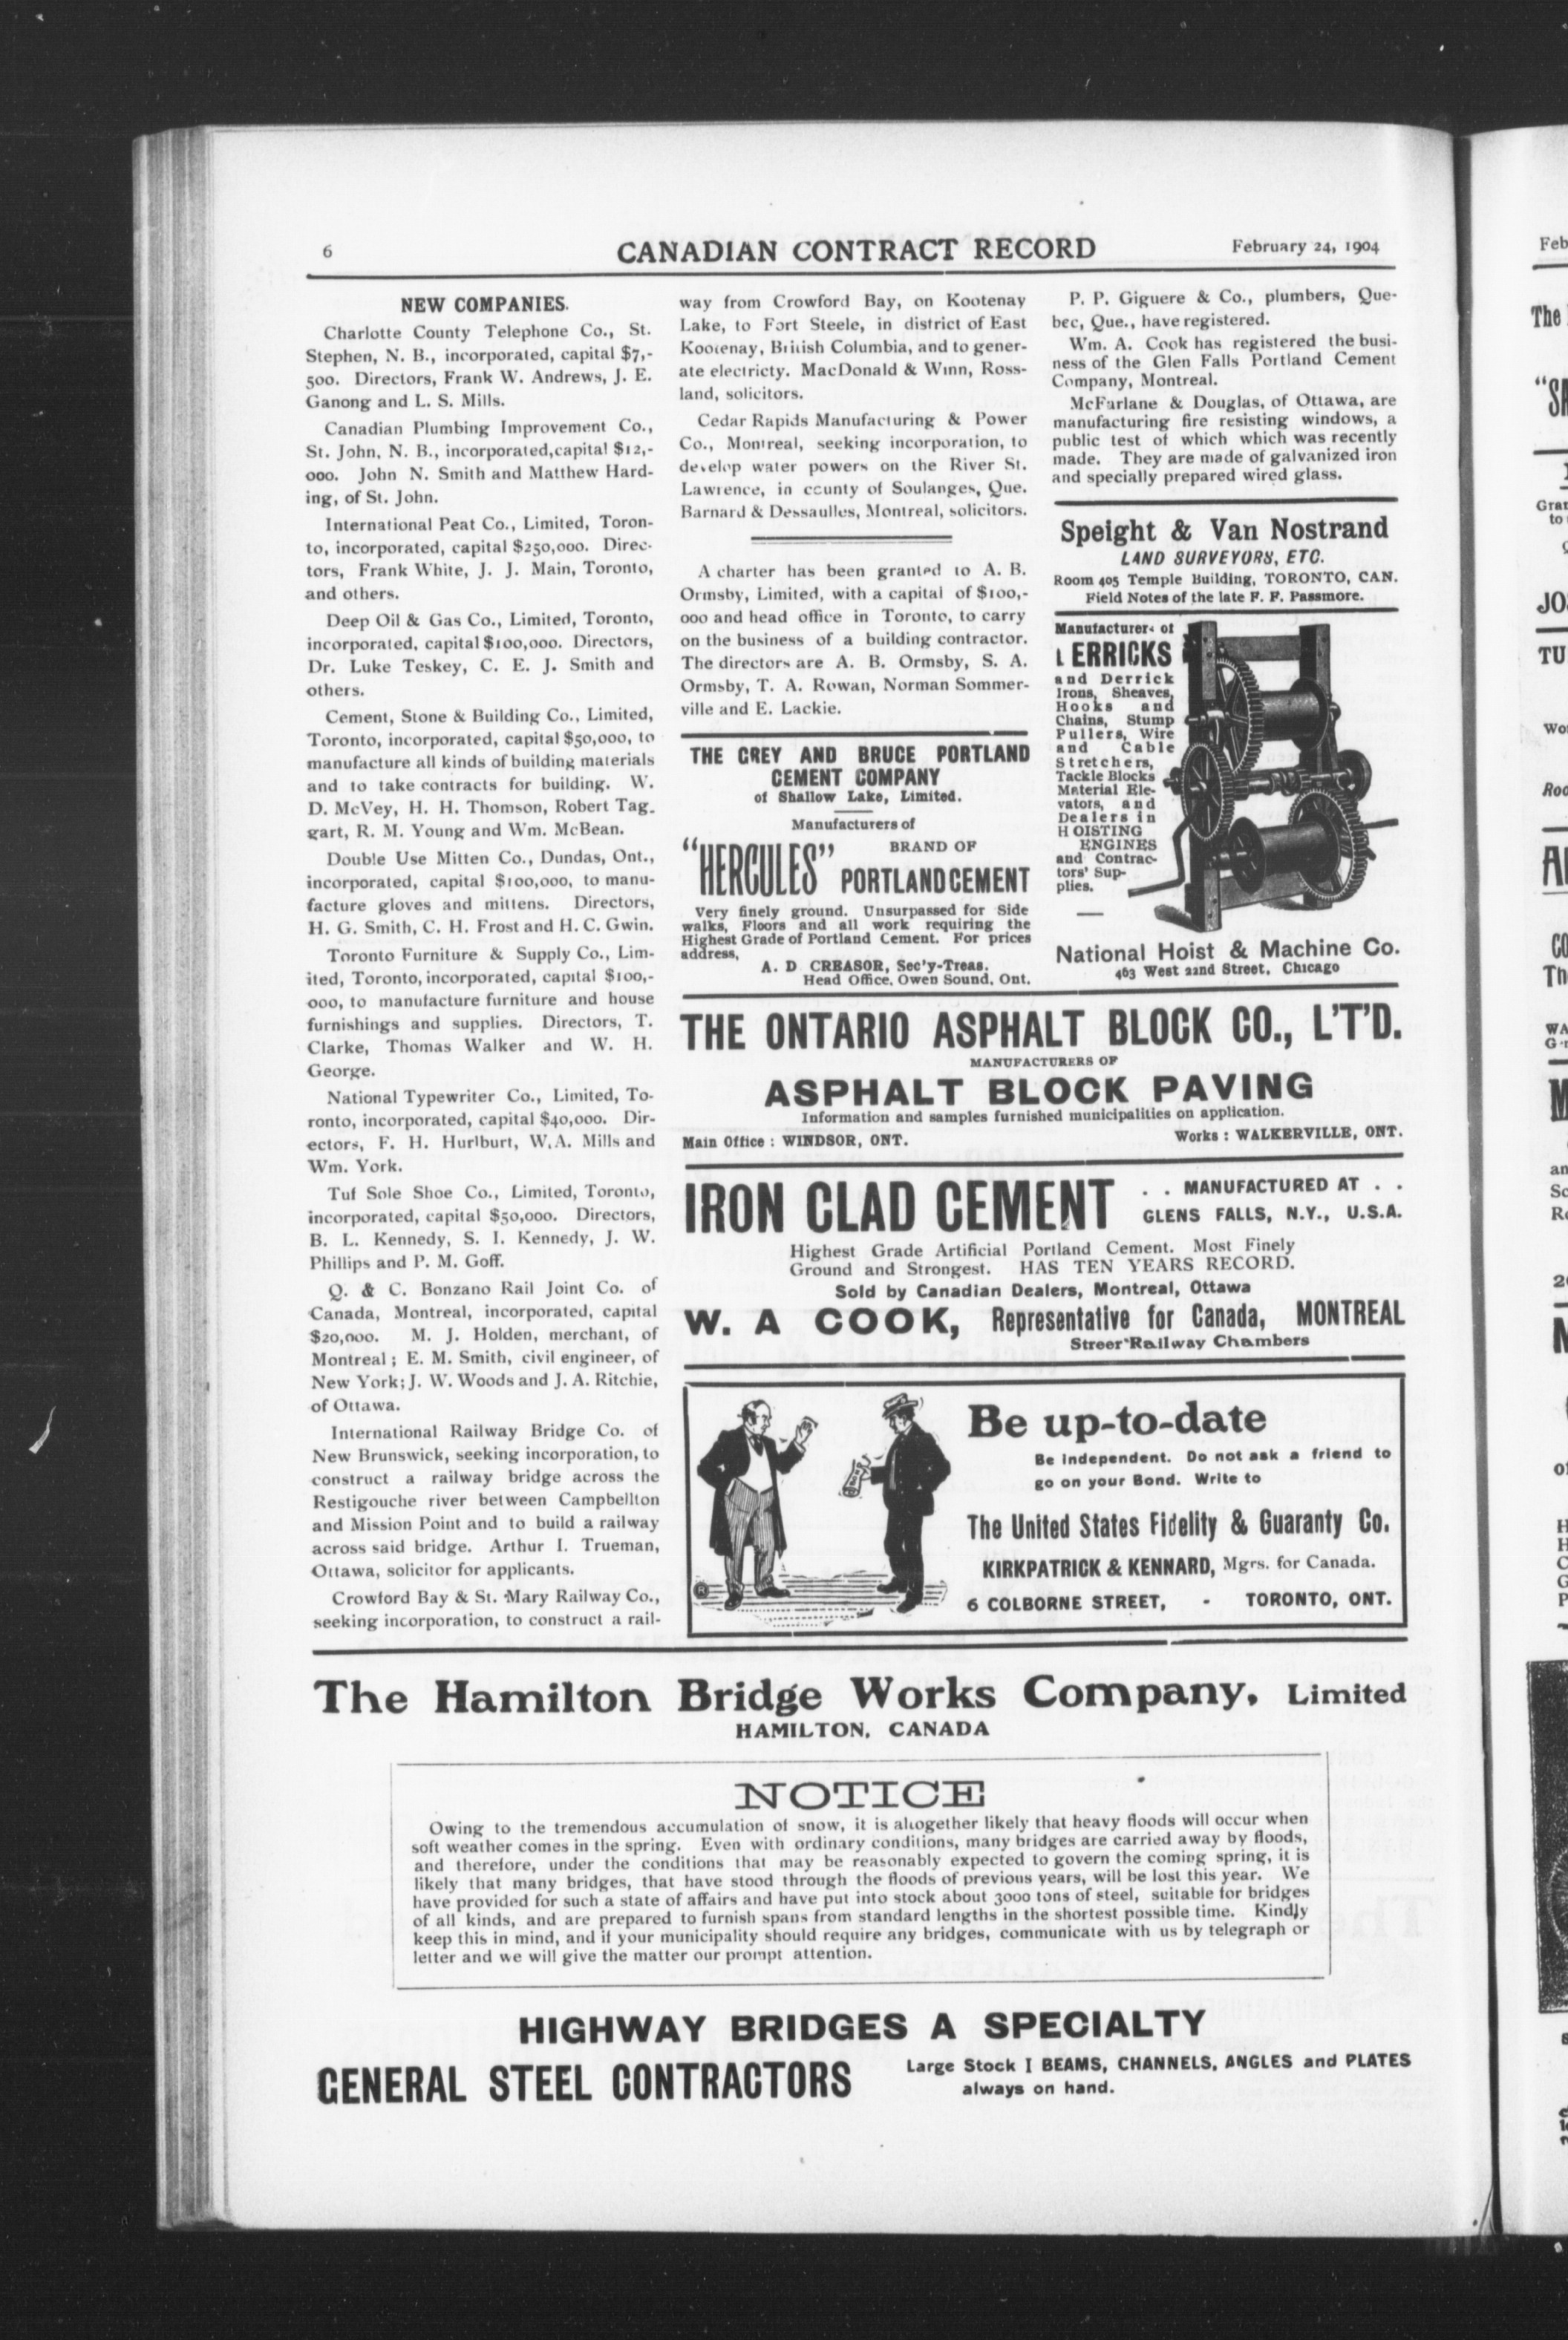 6
CANADIAN CONTRACT RECORD
February 24, 1904
NEW COMPANIES.
Charlotte County Telephone Co., St.
Stephen, N. B., incorporated, capital $7,-
500. Directors, Frank W. Andrews, J. E.
Ganong and L. S. Mills.
Canadian Plumbing Improvement Co.,
St. John, N. B., incorporated,capital $12,-
000. John N. Smith and Matthew Hard-
ing, of St. John.
International Peat Co., Limited, Toron-
to, incorporated, capital $250,000. Direc-
tors, Frank White, J. J. Main, Toronto,
and others.
Deep Oil & Gas Co., Limited, Toronto,
incorporated, capital $100,000. Directors,
Dr. Luke Teskey, C. E. J. Smith and
others.
Cement, Stone & Building Co., Limited,
Toronto, incorporated, capital $50,000, to
manufacture all kinds of building materials
and to take contracts for building. W.
D. McVey, H. H. Thomson, Robert Tag-
gart, R. M. Young and Wm. McBean.
Double Use Mitten Co., Dundas, Ont.,
incorporated, capital $100,000, to manu-
facture gloves and mittens. Directors,
H. G. Smith, C. H. Frost and H. C. Gwin.
Toronto Furniture & Supply Co., Lim-
ited, Toronto, incorporated, capital $100,-
000, to manufacture furniture and house
furnishings and supplies. Directors, T.
Clarke, Thomas Walker and W. H.
George.
National Typewriter Co., Limited, To-
ronto, incorporated, capital $40,000. Dir-
ectors, F. H. Hurlburt, W.A. Mills and
Wm. York.
Tuf Sole Shoe Co., Limited, Toronto,
incorporated, capital $50,000. Directors,
B. L. Kennedy, S. I. Kennedy, J. W.
Phillips and P. M. Goff.
Q. & C. Bonzano Rail Joint Co. of
Canada, Montreal, incorporated, capital
$20,000. M. J. Holden, merchant, of
Montreal; E. M. Smith, civil engineer, of
New York; J. W. Woods and J. A. Ritchie,
of Ottawa.
International Railway Bridge Co. of
New Brunswick, seeking incorporation, to
construct a railway bridge across the
Restigouche river between Campbellton
and Mission Point and to build a railway
across said bridge. Arthur I. Trueman,
Ottawa, solicitor for applicants.
Crowford Bay & St. Mary Railway Co.,
seeking incorporation, to construct a rail-
way from Crowford Bay, on Kootenay
Lake, to Fort Steele, in district of East
Kootenay, British Columbia, and to gener-
ate electricty. MacDonald & Winn, Ross-
land, solicitors.
Cedar Rapids Manufacturing & Power
Co., Montreal, seeking incorporation, to
develop water powers on the River St.
Lawrence, in county of Soulanges, Que.
Barnard & Dessaulles, Montreal, solicitors.
A charter has been granted to A. B.
Ormsby, Limited, with a capital of $100,-
000 and head office in Toronto, to carry
on the business of a building contractor.
The directors are A. B. Ormsby, S. A.
Ormsby, T. A. Rowan, Norman Sommer-
ville and E. Lackie.
THE GREY AND BRUCE PORTLAND
CEMENT COMPANY
of Shallow Lake, Limited.
Manufacturers of
"HERCULES" BRAND OF
PORTLAND CEMENT
Very finely ground. Unsurpassed for Side
walks, Floors and all work requiring the
Highest Grade of Portland Cement. For prices
address,
A. D CREASOR, Sec'y-Treas.
Head Office, Owen Sound, Ont.
P. P. Giguere & Co., plumbers, Que-
bec, Que., have registered.
Wm. A. Cook has registered the busi-
ness of the Glen Falls Portland Cement
Company, Montreal.
McFarlane & Douglas, of Ottawa, are
manufacturing fire resisting windows, a
public test of which which was recently
made. They are made of galvanized iron
and specially prepared wired glass.
Speight & Van Nostrand
LAND SURVEYORS, ETC.
Room 405 Temple Building, TORONTO, CAN.
Field Notes of the late F. F. Passmore.
Manufacturers of
ERRICKS
and Derrick
Irons, Sheaves,
Hooks and
Chains, Stump
Pullers, Wire
and Cable
Stretchers,
Tackle Blocks
Material Ele-
vators, and
Dealers in
HOISTING
ENGINES
and Contrac-
tors' Sup-
plies.
National Hoist & Machine Co.
463 West 22nd Street, Chicago
THE ONTARIO ASPHALT BLOCK CO., L'T'D.
MANUFACTURERS OF
ASPHALT BLOCK PAVING
Information and samples furnished municipalities on application.
Main Office : WINDSOR, ONT.
Works : WALKERVILLE, ONT.
IRON CLAD CEMENT
. . MANUFACTURED AT . .
GLENS FALLS, N.Y., U.S.A.
Highest Grade Artificial Portland Cement. Most Finely
Ground and Strongest. HAS TEN YEARS RECORD.
Sold by Canadian Dealers, Montreal, Ottawa
W. A COOK, Representative for Canada, MONTREAL
Streer Railway Chambers
Be up-to-date
Be independent. Do not ask a friend to
go on your Bond. Write to
The United States Fidelity & Guaranty Co.
KIRKPATRICK & KENNARD, Mgrs. for Canada.
6 COLBORNE STREET, - TORONTO, ONT.
The Hamilton Bridge Works Company, Limited
HAMILTON, CANADA
NOTICE
Owing to the tremendous accumulation of snow, it is altogether likely that heavy floods will occur when
soft weather comes in the spring. Even with ordinary conditions, many bridges are carried away by floods,
and therefore, under the conditions that may be reasonably expected to govern the coming spring, it is
likely that many bridges, that have stood through the floods of previous years, will be lost this year. We
have provided for such a state of affairs and have put into stock about 3000 tons of steel, suitable for bridges
of all kinds, and are prepared to furnish spans from standard lengths in the shortest possible time. Kindly
keep this in mind, and if your municipality should require any bridges, communicate with us by telegraph or
letter and we will give the matter our prompt attention.
HIGHWAY BRIDGES A SPECIALTY
GENERAL STEEL CONTRACTORS
Large Stock I BEAMS, CHANNELS, ANGLES and PLATES
always on hand.